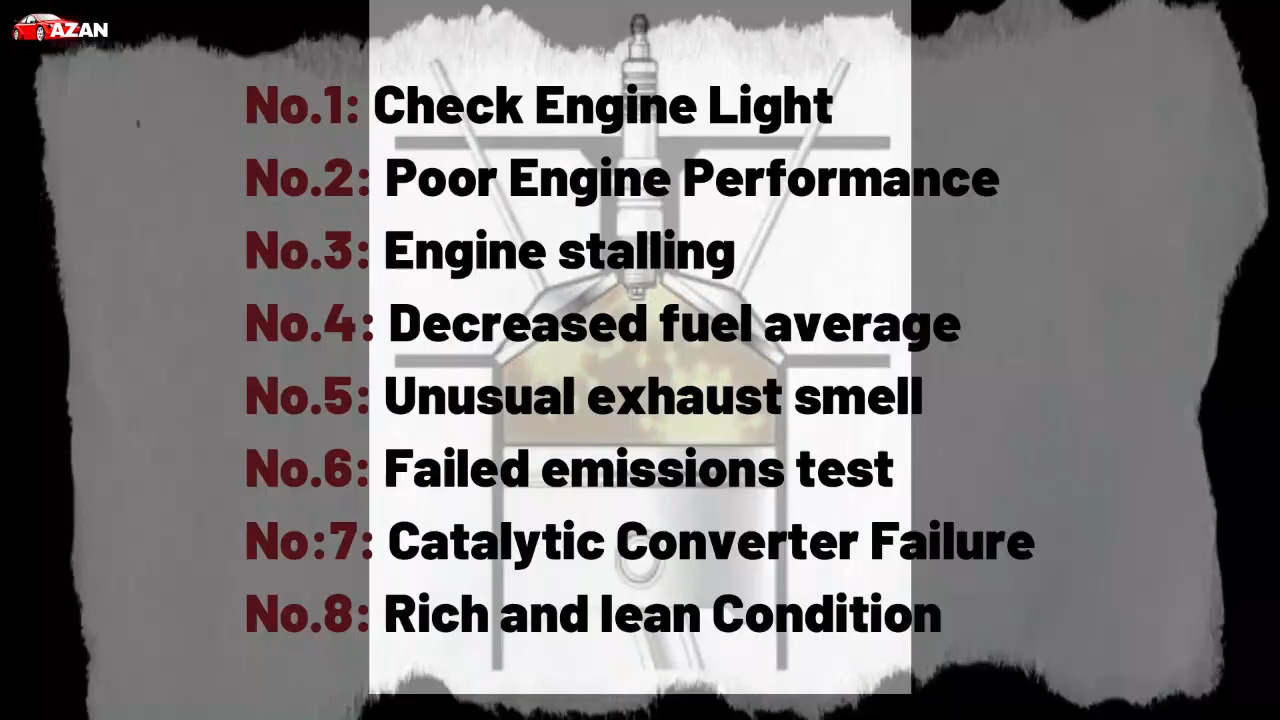 AZAN
No.1: Check Engine Light
No.2: Poor Engine Performance
No.3: Engine stalling
No.4: Decreased fuel average
No.5: Unusual exhaust smell
No.6: Failed emissions test
No:7: Catalytic Converter Failure
No.8: Rich and lean Condition